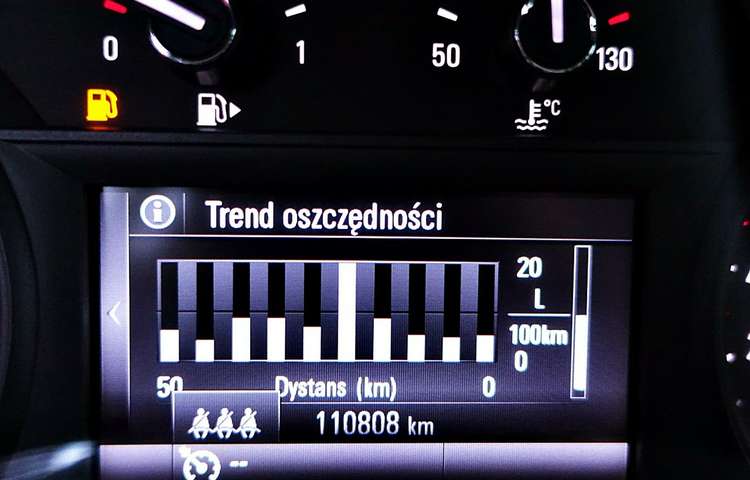 0 1 50 130
°C
Trend oszczędności
20
L
100km
0
50 Dystans (km) 0
110808 km
--